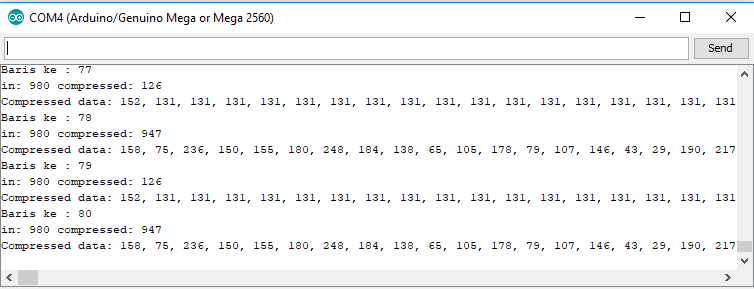 COM4 (Arduino/Genuino Mega or Mega 2560)
Send
Baris ke : 77
in: 980 compressed: 126
Compressed data: 152, 131, 131, 131, 131, 131, 131, 131, 131, 131, 131, 131, 131, 131, 131, 131, 131, 131
Baris ke : 78
in: 980 compressed: 947
Compressed data: 158, 75, 236, 150, 155, 180, 248, 184, 138, 65, 105, 178, 79, 107, 146, 43, 29, 190, 217
Baris ke : 79
in: 980 compressed: 126
Compressed data: 152, 131, 131, 131, 131, 131, 131, 131, 131, 131, 131, 131, 131, 131, 131, 131, 131, 131
Baris ke : 80
in: 980 compressed: 947
Compressed data: 158, 75, 236, 150, 155, 180, 248, 184, 138, 65, 105, 178, 79, 107, 146, 43, 29, 190, 217